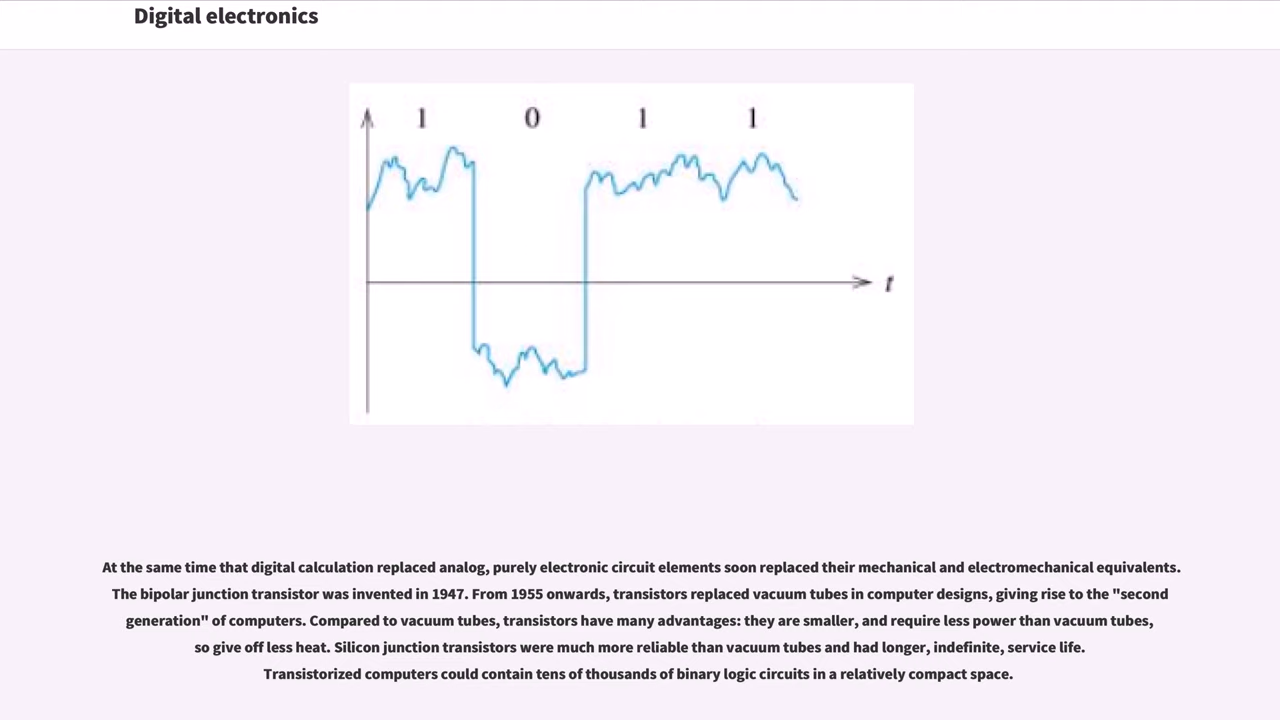 Digital electronics
1 0 1 1
t
At the same time that digital calculation replaced analog, purely electronic circuit elements soon replaced their mechanical and electromechanical equivalents.
The bipolar junction transistor was invented in 1947. From 1955 onwards, transistors replaced vacuum tubes in computer designs, giving rise to the "second
generation" of computers. Compared to vacuum tubes, transistors have many advantages: they are smaller, and require less power than vacuum tubes,
so give off less heat. Silicon junction transistors were much more reliable than vacuum tubes and had longer, indefinite, service life.
Transistorized computers could contain tens of thousands of binary logic circuits in a relatively compact space.